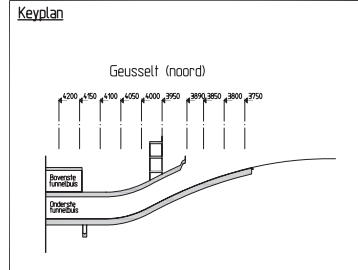 Keyplan
Geusselt (noord)
4200 4150 4100 4050 4000 3950 3890 3850 3800 3750
Bovenste
tunnelbuis
Onderste
tunnelbuis